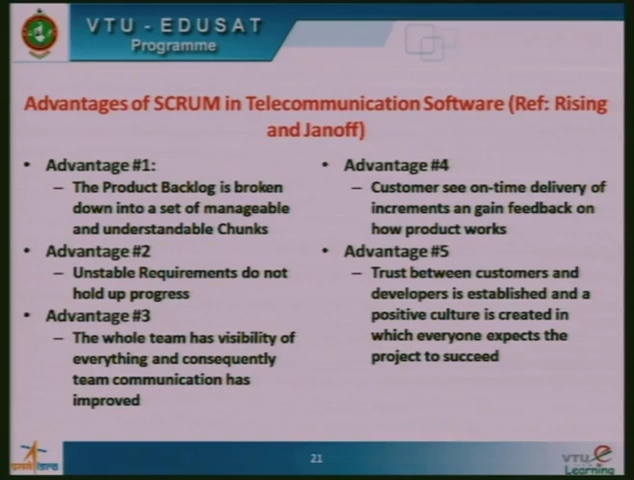 VTU - EDUSAT
Programme
Advantages of SCRUM in Telecommunication Software (Ref: Rising
and Janoff)
• Advantage #1:
– The Product Backlog is broken
down into a set of manageable
and understandable Chunks
• Advantage #2
– Unstable Requirements do not
hold up progress
• Advantage #3
– The whole team has visibility of
everything and consequently
team communication has
improved
• Advantage #4
– Customer see on-time delivery of
increments an gain feedback on
how product works
• Advantage #5
– Trust between customers and
developers is established and a
positive culture is created in
which everyone expects the
project to succeed
21
VTU e
Learning